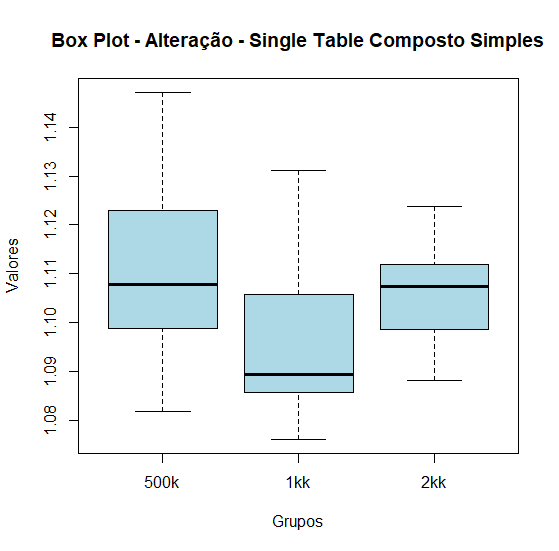 Box Plot - Alteração - Single Table Composto Simples
Valores
1.14
1.13
1.12
1.11
1.10
1.09
1.08
500k
1kk
2kk
Grupos